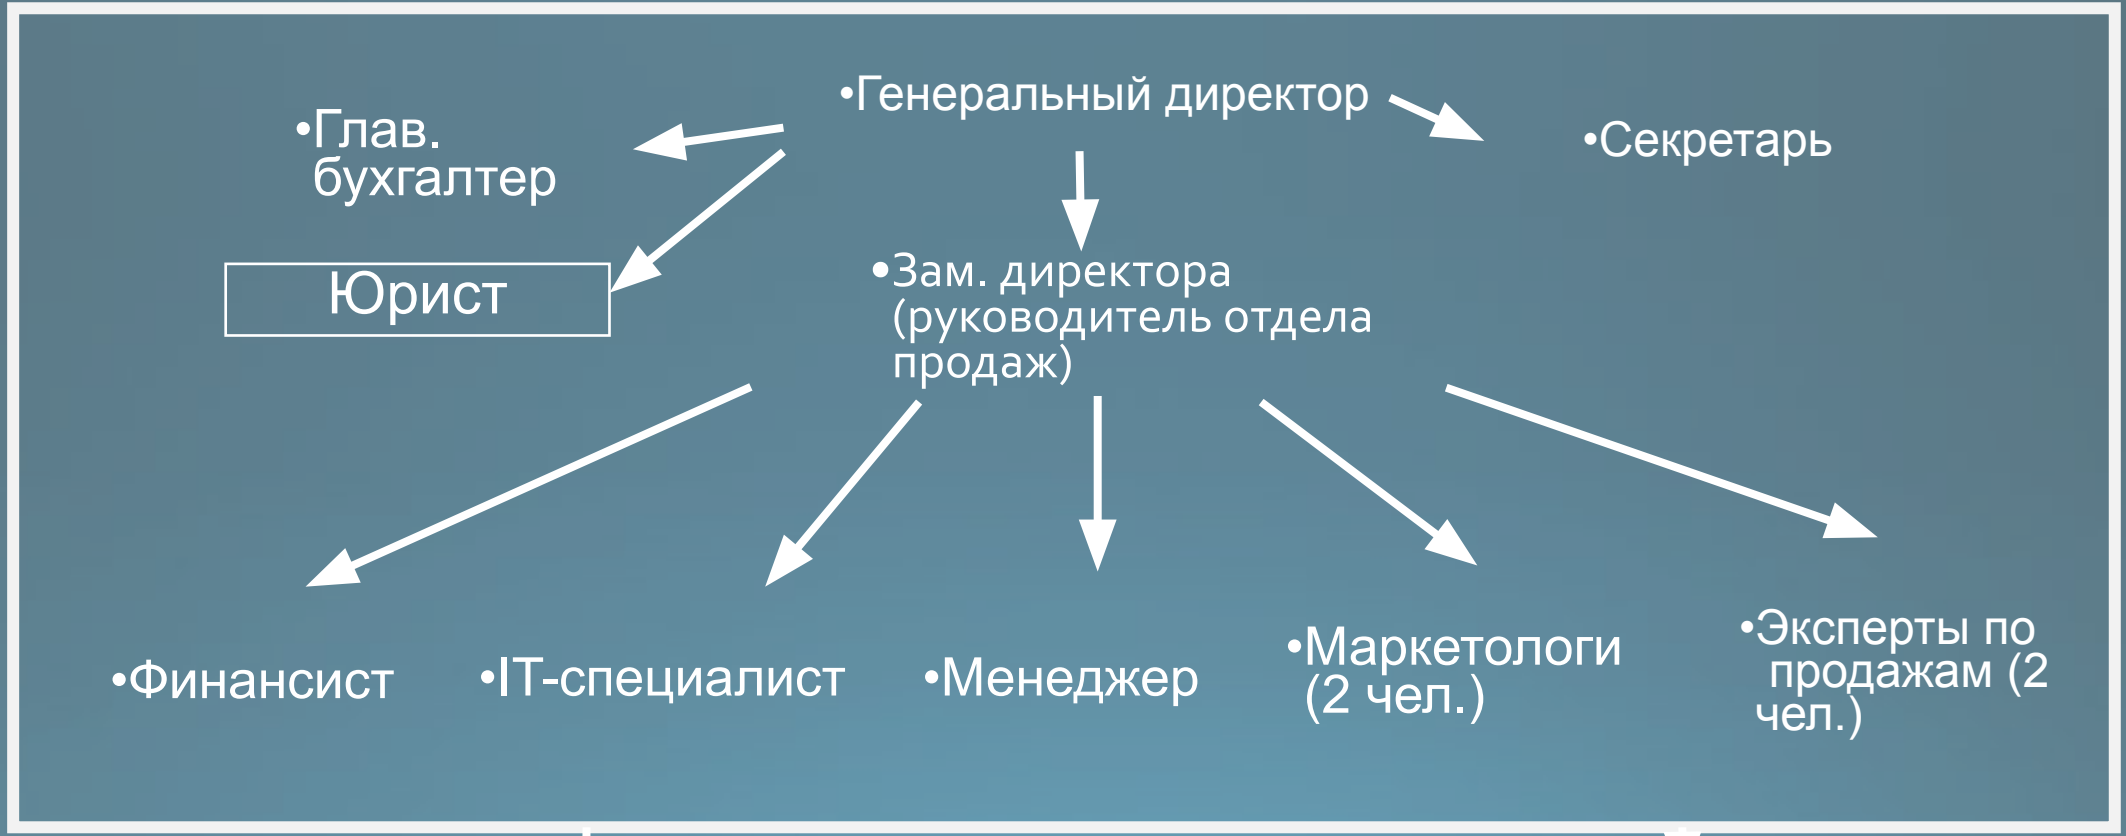 •Генеральный директор
•Глав.
бухгалтер
•Секретарь
Юрист
•Зам. директора
(руководитель отдела
продаж)
•Финансист
•IT-специалист
•Менеджер
•Маркетологи
(2 чел.)
•Эксперты по
продажам (2
чел.)